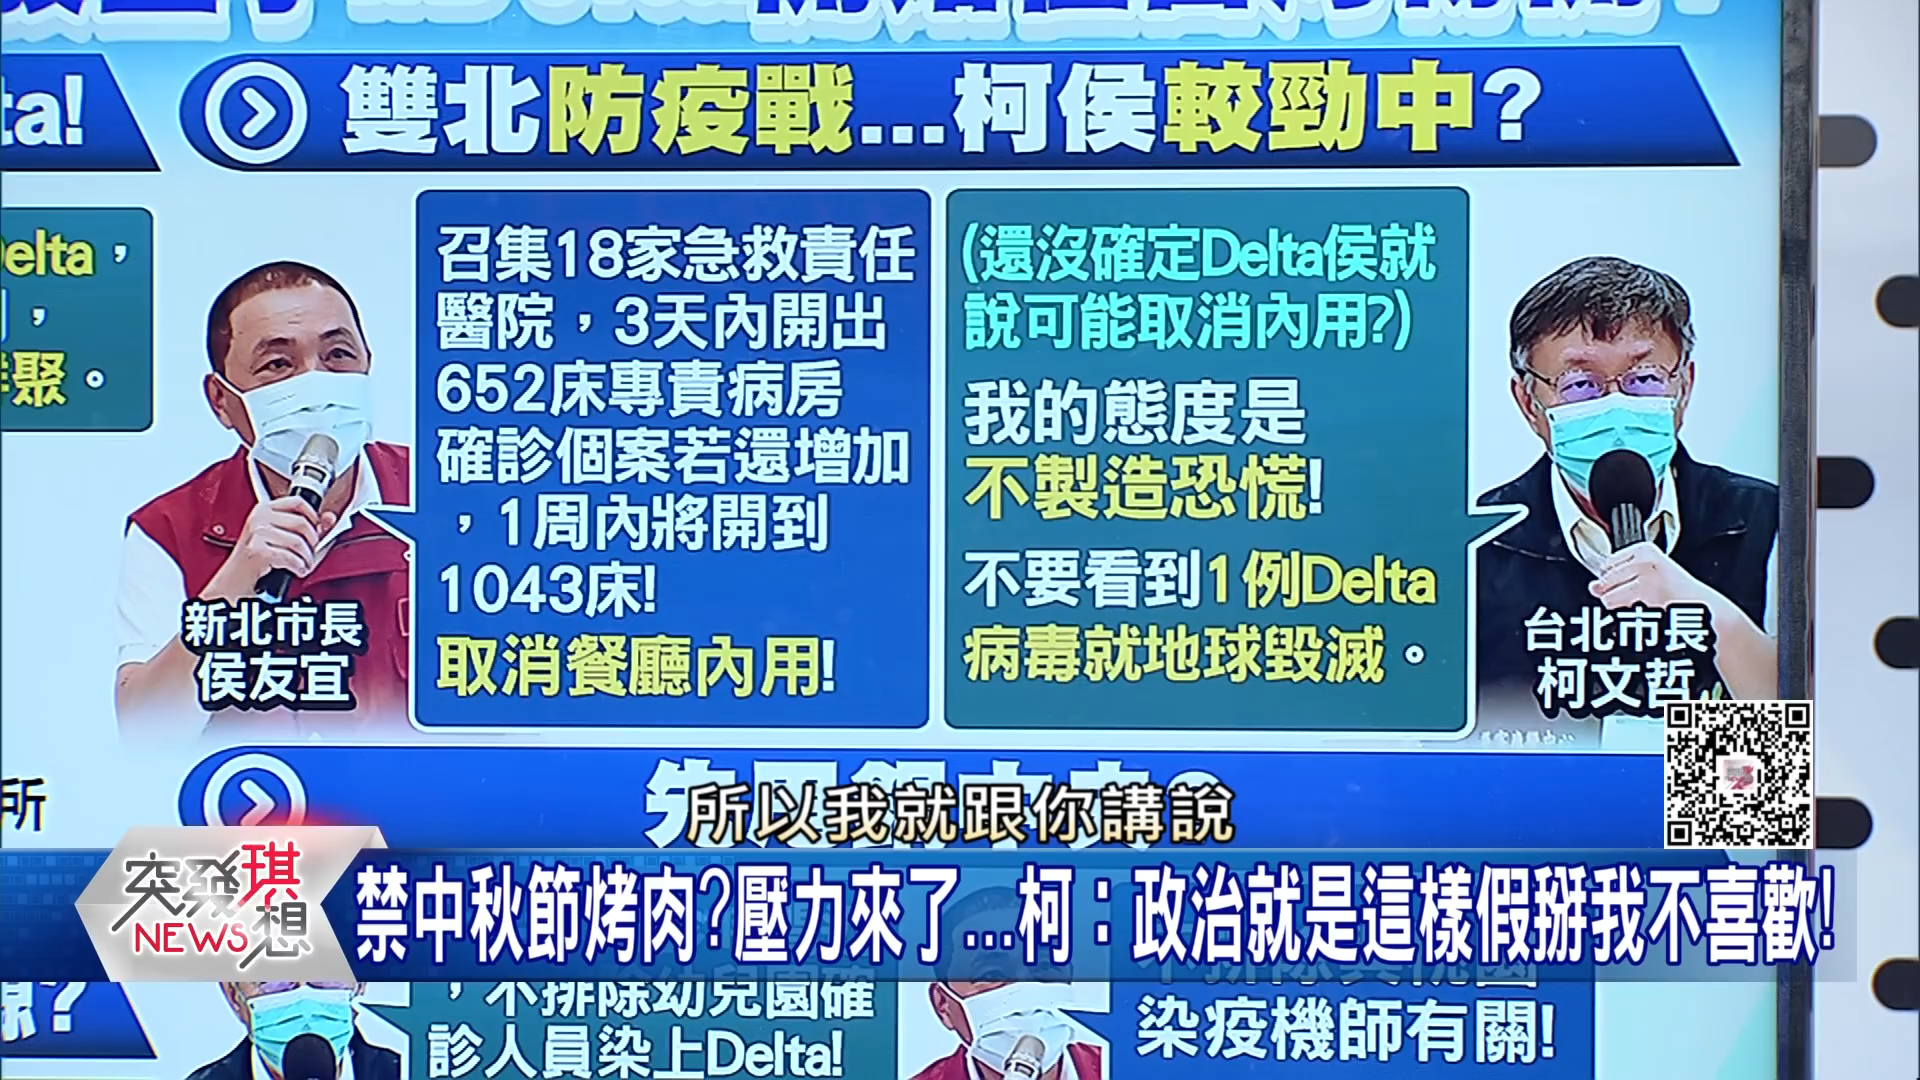 ta!
雙北防疫戰...柯侯較勁中?
Delta，
，
聚。
召集18家急救責任
醫院，3天內開出
652床專責病房
確診個案若還增加
，1周內將開到
1043床!
取消餐廳內用!
新北市長
侯友宜
(還沒確定Delta侯就
說可能取消內用?)
我的態度是
不製造恐慌!
不要看到1例Delta
病毒就地球毀滅。
台北市長
柯文哲
所
所以我就跟你講說
突發琪想
NEWS
禁中秋節烤肉?壓力來了...柯：政治就是這樣假掰我不喜歡!
?
，不排除幼兒園確
診人員染上Delta!
染疫機師有關!